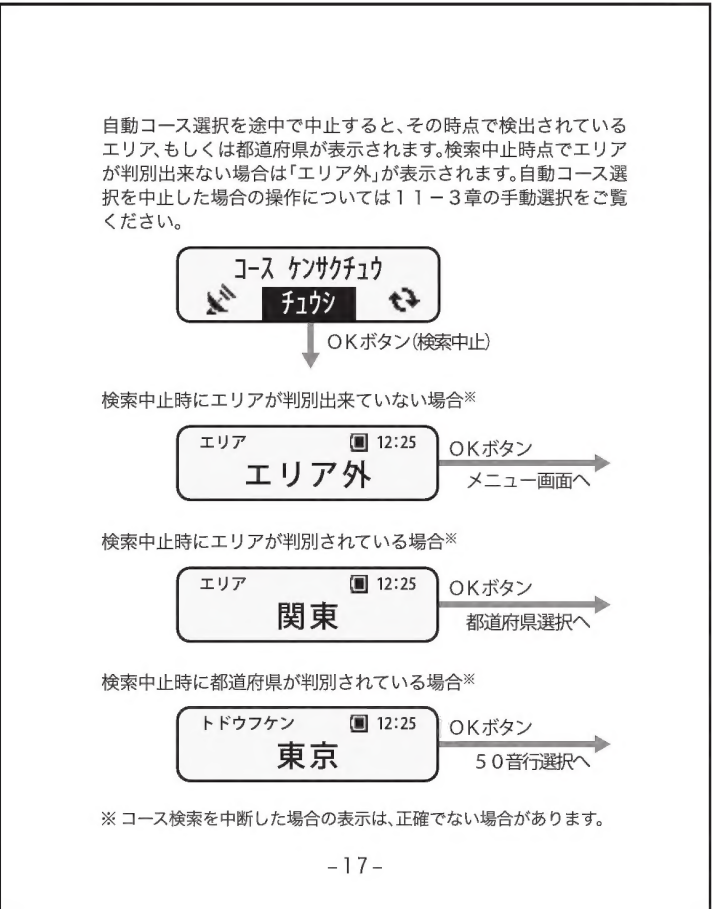 自動コース選択を途中で中止すると、その時点で検出されている
エリア、もしくは都道府県が表示されます。検索中止時点でエリア
が判別出来ない場合は「エリア外」が表示されます。自動コース選
択を中止した場合の操作については11－3章の手動選択をご覧
ください。
コース ケンサクチュウ
チュウシ
OKボタン(検索中止)
検索中止時にエリアが判別出来ていない場合※
エリア 12:25
エリア外
OKボタン
メニュー画面へ
検索中止時にエリアが判別されている場合※
エリア 12:25
関東
OKボタン
都道府県選択へ
検索中止時に都道府県が判別されている場合※
トドウフケン 12:25
東京
OKボタン
50音行選択へ
※ コース検索を中断した場合の表示は、正確でない場合があります。
－17－